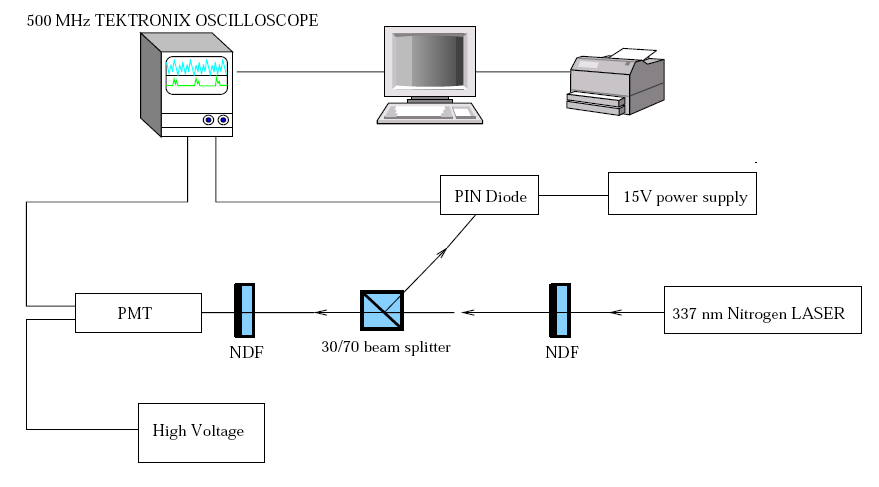 500 MHz TEKTRONIX OSCILLOSCOPE
PIN Diode
15V power supply
PMT
337 nm Nitrogen LASER
30/70 beam splitter
NDF
NDF
High Voltage